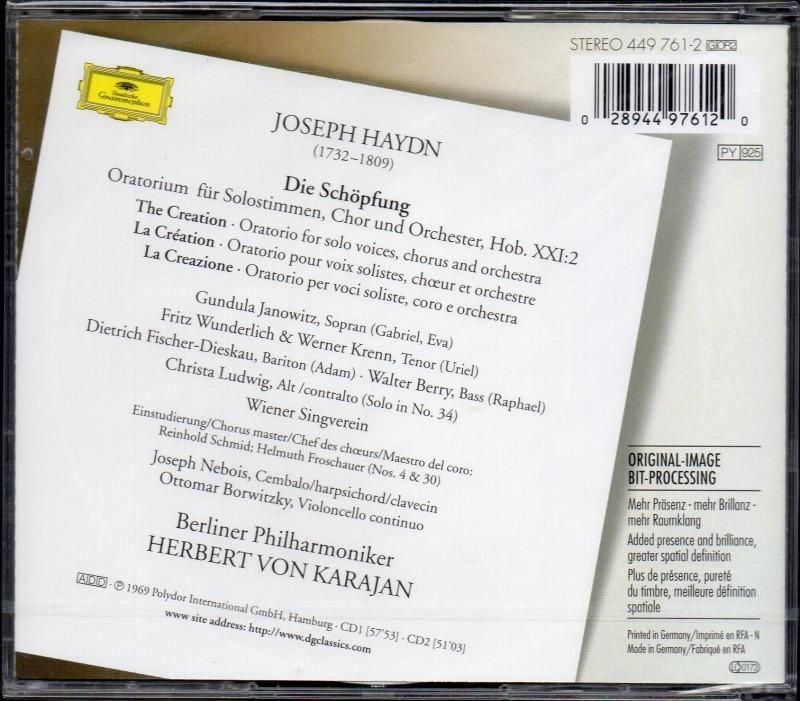 STEREO 449 761-2 GOR2
0 28944 97612 0
PY 925
Deutsche
Grammophon
JOSEPH HAYDN
(1732–1809)
Die Schöpfung
Oratorium für Solostimmen, Chor und Orchester, Hob. XXI:2
The Creation · Oratorio for solo voices, chorus and orchestra
La Création · Oratorio pour voix solistes, chœur et orchestre
La Creazione · Oratorio per voci soliste, coro e orchestra
Gundula Janowitz, Sopran (Gabriel, Eva)
Fritz Wunderlich & Werner Krenn, Tenor (Uriel)
Dietrich Fischer-Dieskau, Bariton (Adam) · Walter Berry, Bass (Raphael)
Christa Ludwig, Alt /contralto (Solo in No. 34)
Wiener Singverein
Einstudierung/Chorus master/Chef des chœurs/Maestro del coro:
Reinhold Schmid; Helmuth Froschauer (Nos. 4 & 30)
Joseph Nebois, Cembalo/harpsichord/clavecin
Ottomar Borwitzky, Violoncello continuo
Berliner Philharmoniker
HERBERT VON KARAJAN
ADD · ℗ 1969 Polydor International GmbH, Hamburg · CD1 [57'53] · CD2 [51'03]
www site address: http://www.dgclassics.com
ORIGINAL-IMAGE
BIT-PROCESSING
Mehr Präsenz - mehr Brillanz -
mehr Raumklang
Added presence and brilliance,
greater spatial definition
Plus de présence, pureté
du timbre, meilleure définition
spatiale
Printed in Germany/Imprimé en RFA - N
Made in Germany/Fabriqué en RFA
LC 0173